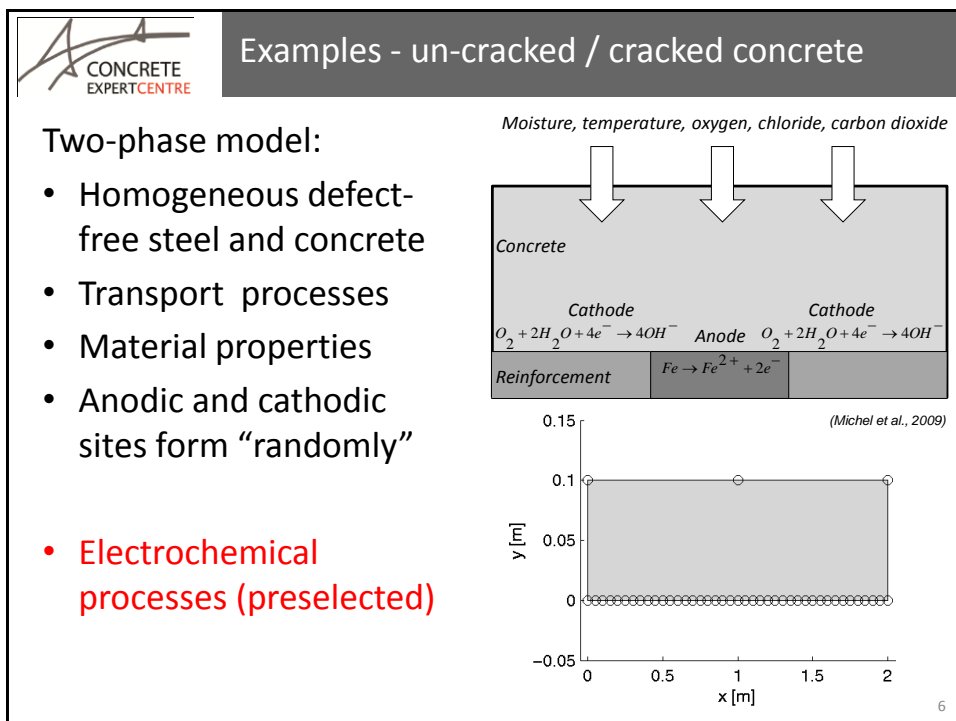 CONCRETE
EXPERTCENTRE
Examples - un-cracked / cracked concrete
Two-phase model:
• Homogeneous defect-
free steel and concrete
• Transport processes
• Material properties
• Anodic and cathodic
sites form “randomly”
• Electrochemical
processes (preselected)
Moisture, temperature, oxygen, chloride, carbon dioxide
Concrete
Cathode
Cathode
O₂ + 2H₂O + 4e⁻ → 4OH⁻
Anode
O₂ + 2H₂O + 4e⁻ → 4OH⁻
Reinforcement
Fe → Fe²⁺ + 2e⁻
(Michel et al., 2009)
0.15
0.1
0.05
0
−0.05
y [m]
0 0.5 1 1.5 2
x [m]
6